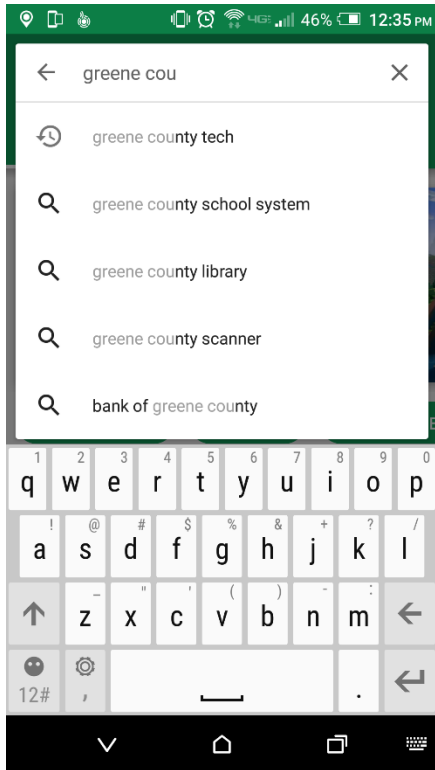 4GE 46% 12:35 PM
greene cou
greene county tech
greene county school system
greene county library
greene county scanner
bank of greene county
E
1 2 3 4 5 6 7 8 9 0
q w e r t y u i o p
! @ # $ % & + ? /
a s d f g h j k l
_ " ' ( ) - :
z x c v b n m
12# , .